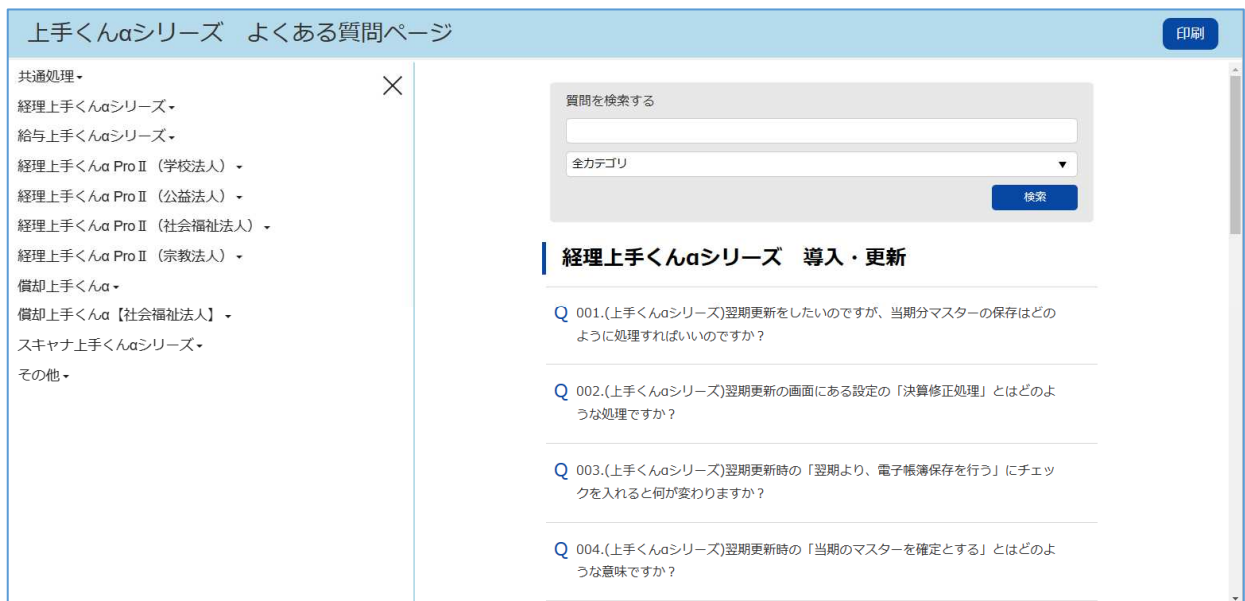 上手くんαシリーズ　よくある質問ページ
印刷
共通処理
経理上手くんαシリーズ
給与上手くんαシリーズ
経理上手くんα ProⅡ（学校法人）
経理上手くんα ProⅡ（公益法人）
経理上手くんα ProⅡ（社会福祉法人）
経理上手くんα ProⅡ（宗教法人）
償却上手くんα
償却上手くんα【社会福祉法人】
スキャナ上手くんαシリーズ
その他
質問を検索する
全カテゴリ
検索
経理上手くんαシリーズ　導入・更新
Q 001.(上手くんαシリーズ)翌期更新をしたいのですが、当期分マスターの保存はどの
ように処理すればいいのですか？
Q 002.(上手くんαシリーズ)翌期更新の画面にある設定の「決算修正処理」とはどのよ
うな処理ですか？
Q 003.(上手くんαシリーズ)翌期更新時の「翌期より、電子帳簿保存を行う」にチェッ
クを入れると何が変わりますか？
Q 004.(上手くんαシリーズ)翌期更新時の「当期のマスターを確定とする」とはどのよ
うな意味ですか？